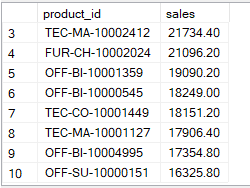 product_id sales
3 TEC-MA-10002412 21734.40
4 FUR-CH-10002024 21096.20
5 OFF-BI-10001359 19090.20
6 OFF-BI-10000545 18249.00
7 TEC-CO-10001449 18151.20
8 TEC-MA-10001127 17906.40
9 OFF-BI-10004995 17354.80
10 OFF-SU-10000151 16325.80